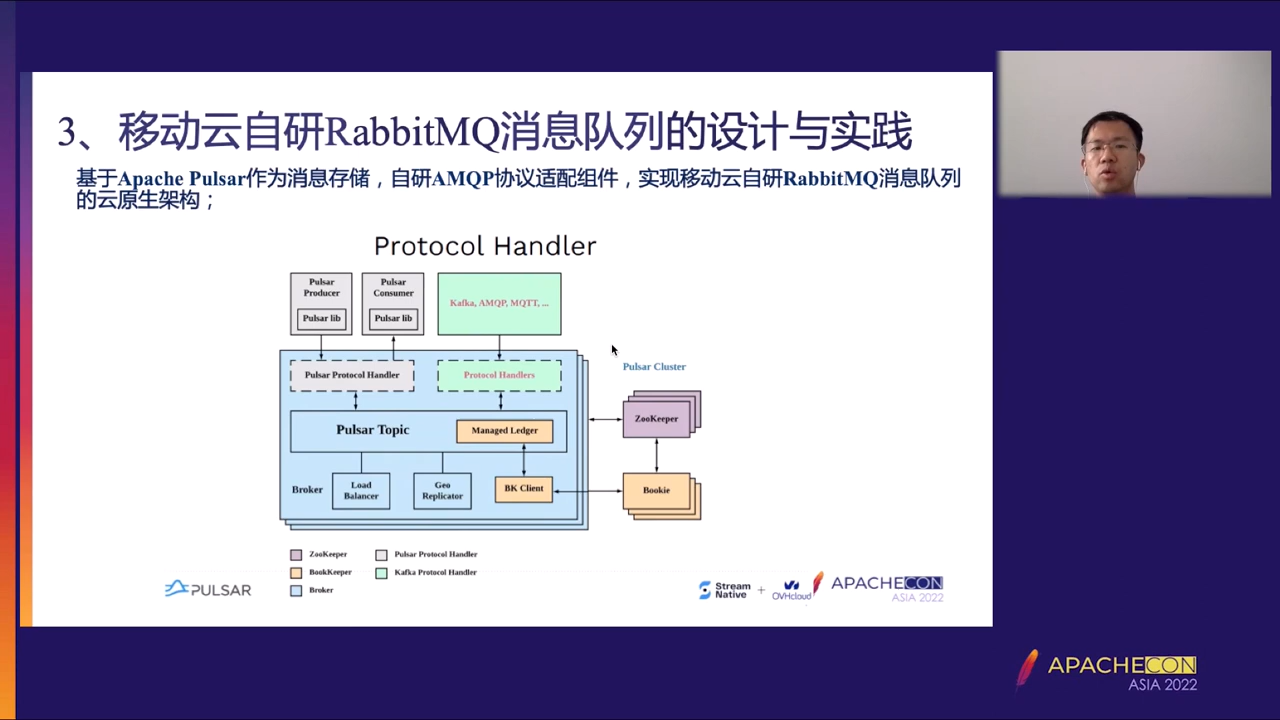 3、移动云自研RabbitMQ消息队列的设计与实践
基于Apache Pulsar作为消息存储，自研AMQP协议适配组件，实现移动云自研RabbitMQ消息队列
的云原生架构；
Protocol Handler
Pulsar
Producer
Pulsar lib
Pulsar
Consumer
Pulsar lib
Kafka, AMQP, MQTT, ...
Pulsar Protocol Handler
Protocol Handlers
Pulsar Cluster
Pulsar Topic
Managed Ledger
ZooKeeper
Broker
Load
Balancer
Geo
Replicator
BK Client
Bookie
ZooKeeper
Pulsar Protocol Handler
BookKeeper
Kafka Protocol Handler
Broker
PULSAR
Stream
Native
+
OVHcloud
APACHECON
ASIA 2022
APACHECON
ASIA 2022